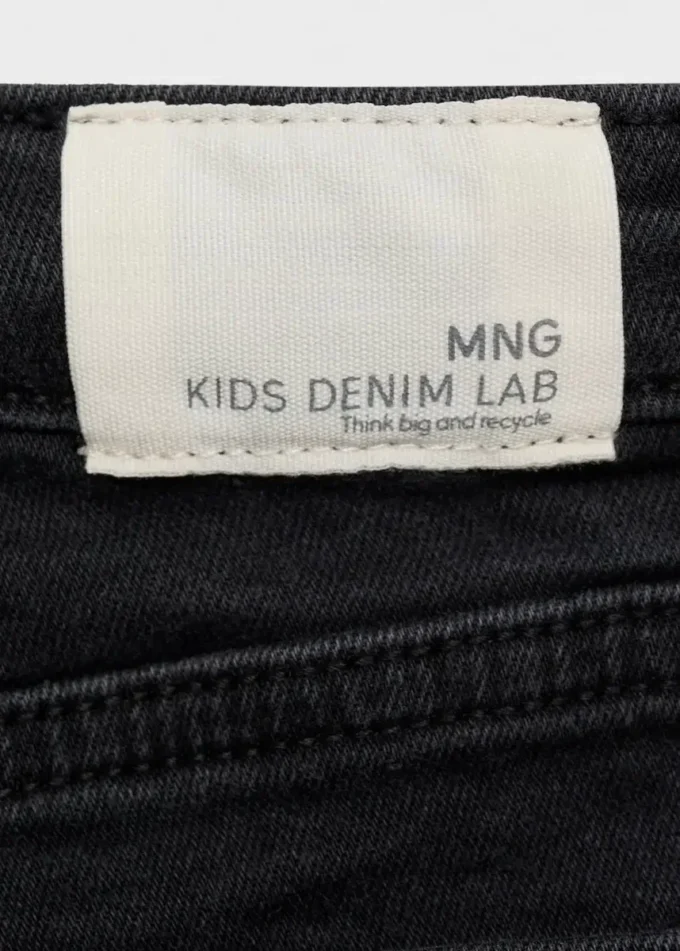 MNG
KIDS DENIM LAB
Think big and recycle